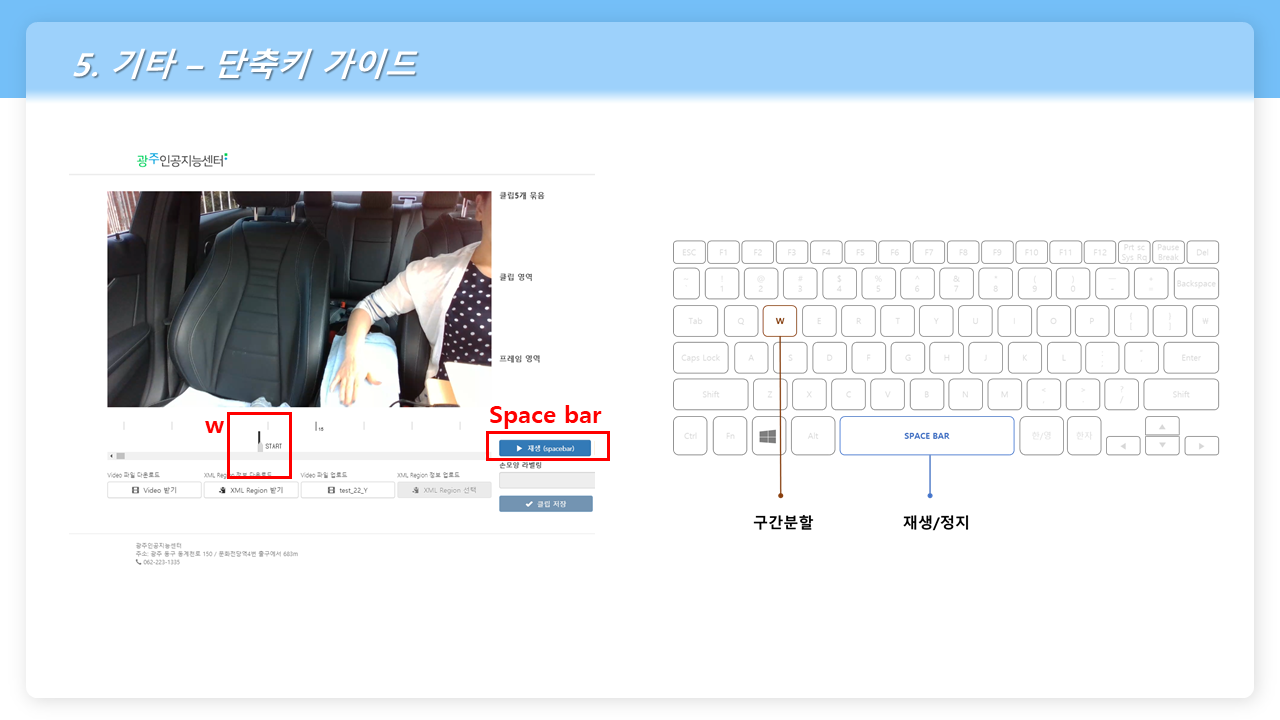 5. 기타 – 단축키 가이드
광주인공지능센터
클립5개 묶음
클립 영역
프레임 영역
W
START
15
Space bar
재생 (spacebar)
손모양 라벨링
클립 저장
Video 파일 다운로드
XML Region 정보 다운로드
Video 파일 업로드
XML Region 정보 업로드
Video 받기
XML Region 받기
test_22_Y
XML Region 선택
광주인공지능센터
주소: 광주 동구 동계천로 150 / 문화전당역4번 출구에서 683m
062-223-1335
ESC F1 F2 F3 F4 F5 F6 F7 F8 F9 F10 F11 F12 Prt sc Sys Rq Pause Break Del
~ ! 1 @ 2 # 3 $ 4 % 5 ^ 6 & 7 * 8 ( 9 ) 0 Backspace
Tab Q W E R T Y U I O P
Caps Lock A S D F G H J K L Enter
Shift Z X C V B N M Shift
Ctrl Fn Alt SPACE BAR 한/영 한자
구간분할
재생/정지